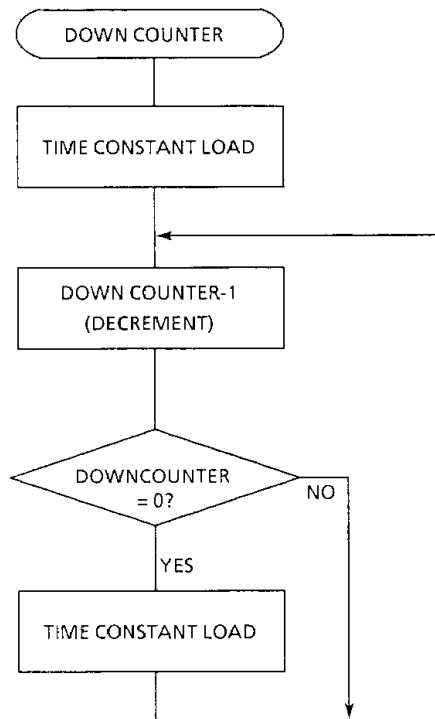 DOWN COUNTER
TIME CONSTANT LOAD
DOWN COUNTER-1
(DECREMENT)
DOWNCOUNTER
= 0?
NO
YES
TIME CONSTANT LOAD